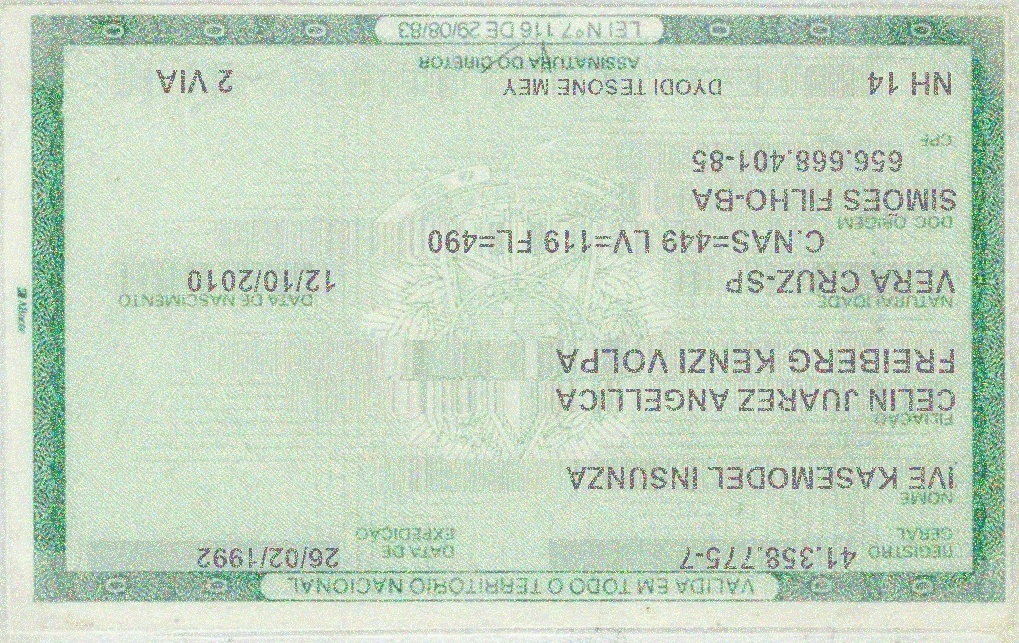 VÁLIDA EM TODO O TERRITÓRIO NACIONAL
REGISTRO GERAL 41.358.775-7 DATA DE EXPEDIÇÃO 26/02/1992
NOME
IVE KASEMODEL INSUNZA
FILIAÇÃO
CELIN JUAREZ ANGELLICA
FREIBERG KENZI VOLPA
NATURALIDADE DATA DE NASCIMENTO
VERA CRUZ-SP 12/10/2010
C.NAS=449 LV=119 FL=490
DOC ORIGEM
SIMOES FILHO-BA
656.668.401-85
CPF
NH 14 DYODI TESONE MEY 2 VIA
ASSINATURA DO DIRETOR
LEI Nº 7.116 DE 29/08/83